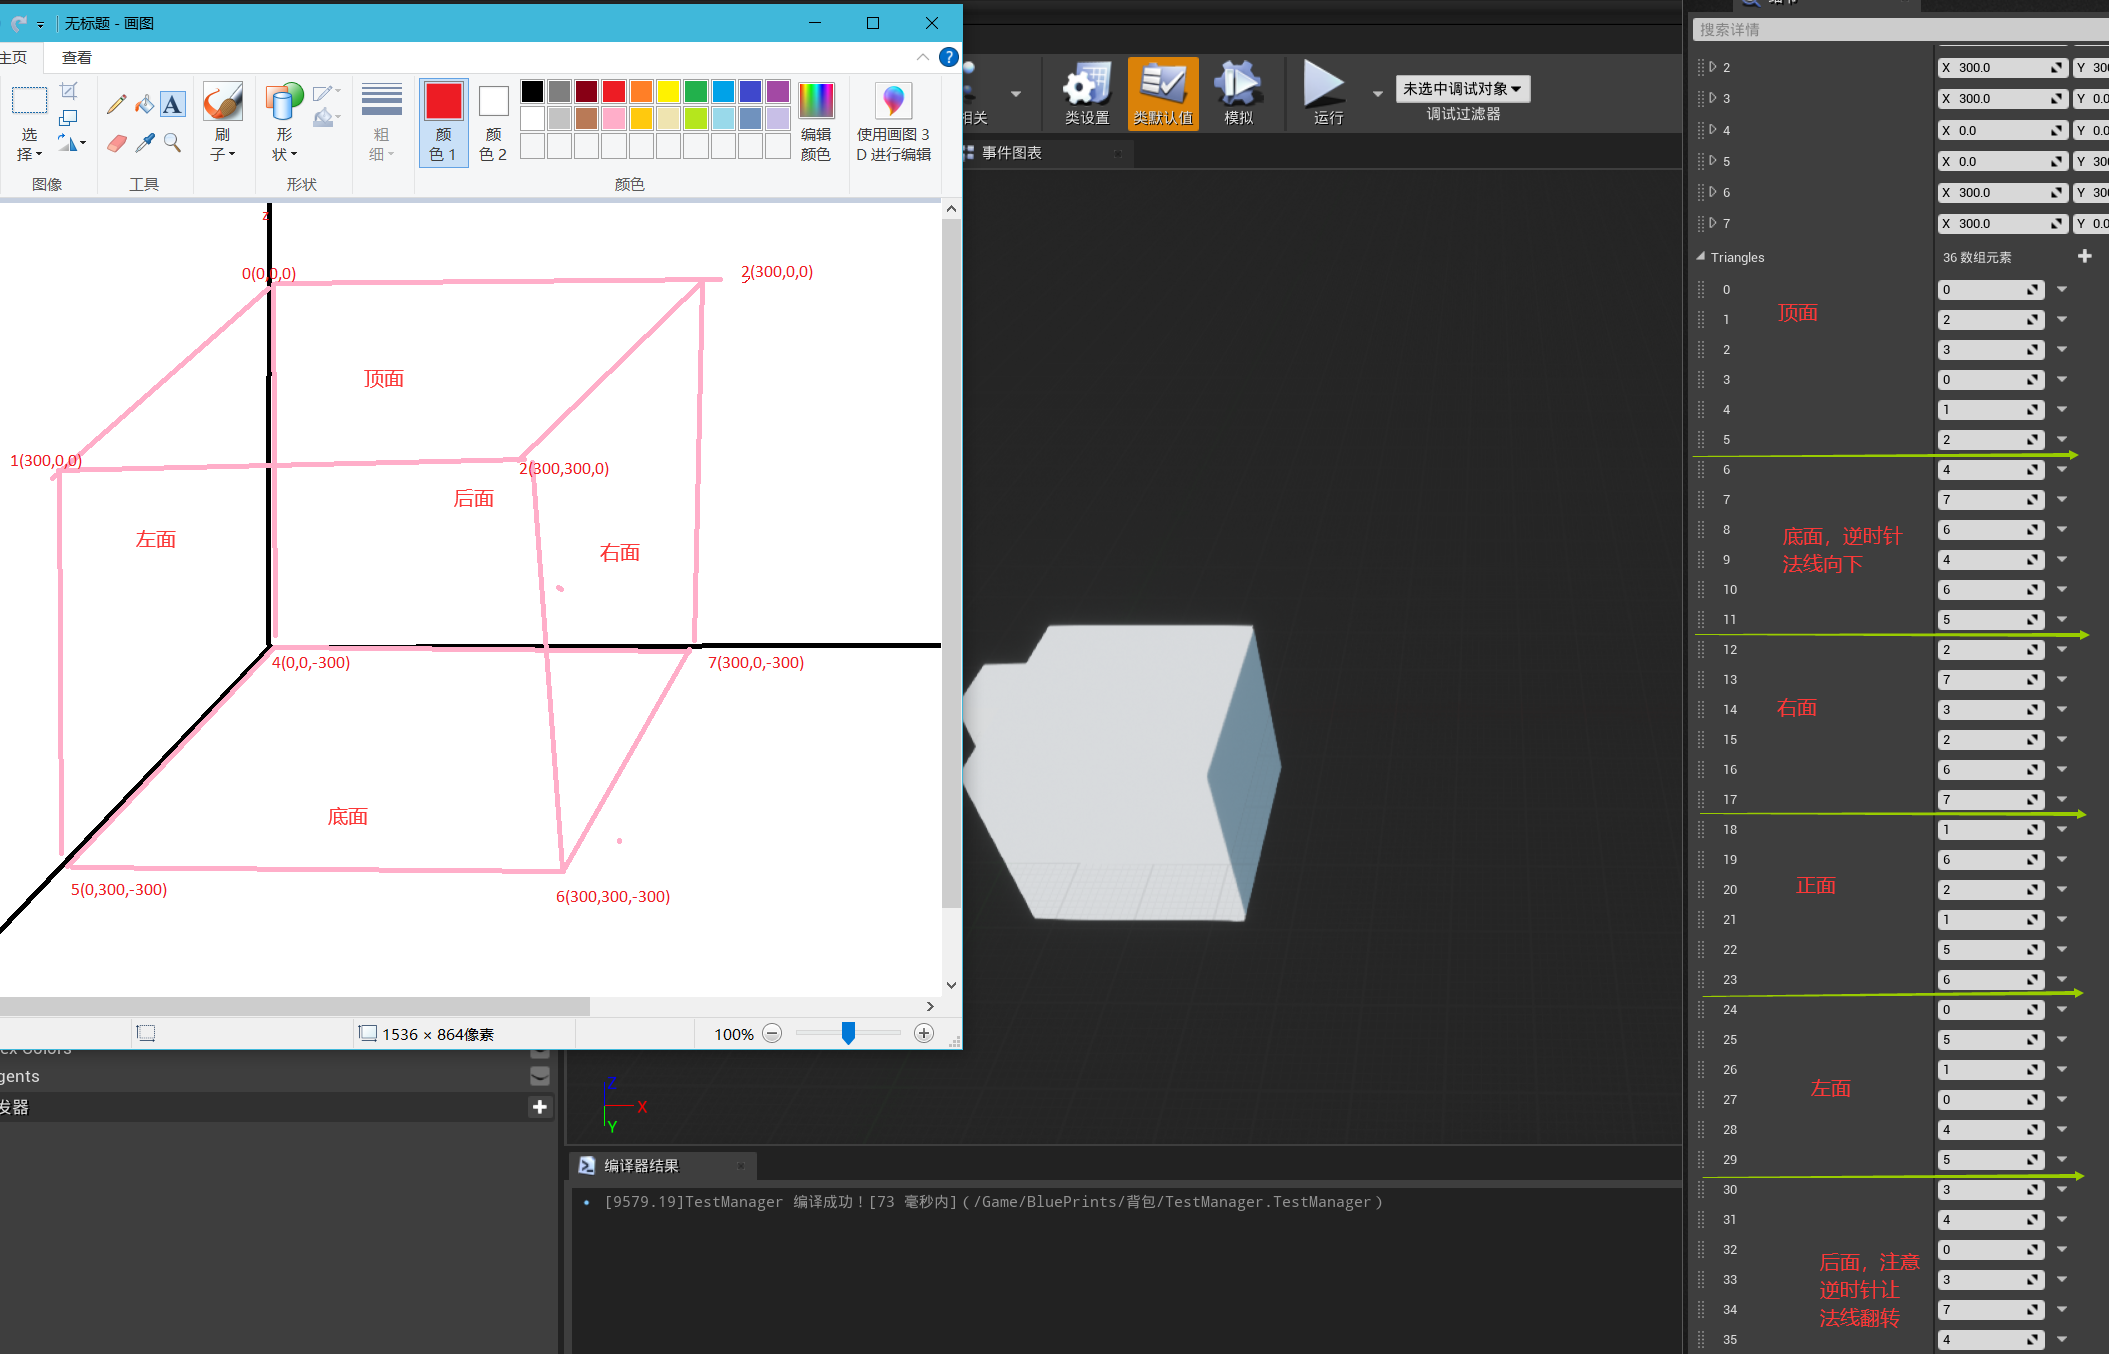 无标题 - 画图
主页
查看
选
择
图像
工具
刷
子
形
状
形状
粗
细
颜
色 1
颜
色 2
颜色
编辑
颜色
使用画图 3
D 进行编辑
z
0(0,0,0)
2(300,0,0)
顶面
1(300,0,0)
2(300,300,0)
后面
左面
右面
4(0,0,-300)
7(300,0,-300)
底面
5(0,300,-300)
6(300,300,-300)
1536 × 864像素
100%
相关
类设置
类默认值
模拟
运行
未选中调试对象
调试过滤器
事件图表
Z
X
Y
编译器结果
[9579.19]TestManager 编译成功！[73 毫秒内] (/Game/BluePrints/背包/TestManager.TestManager)
细节
搜索详情
2 X 300.0 Y 300
3 X 300.0 Y 0.0
4 X 0.0 Y 0.0
5 X 0.0 Y 300
6 X 300.0 Y 300
7 X 300.0 Y 0.0
Triangles 36 数组元素
0 0
顶面
1 2
2 3
3 0
4 1
5 2
6 4
7 7
8 6
底面，逆时针
法线向下
9 4
10 6
11 5
12 2
13 7
14 3
右面
15 2
16 6
17 7
18 1
19 6
20 2
正面
21 1
22 5
23 6
24 0
25 5
26 1
左面
27 0
28 4
29 5
30 3
31 4
32 0
后面，注意
逆时针让
法线翻转
33 3
34 7
35 4